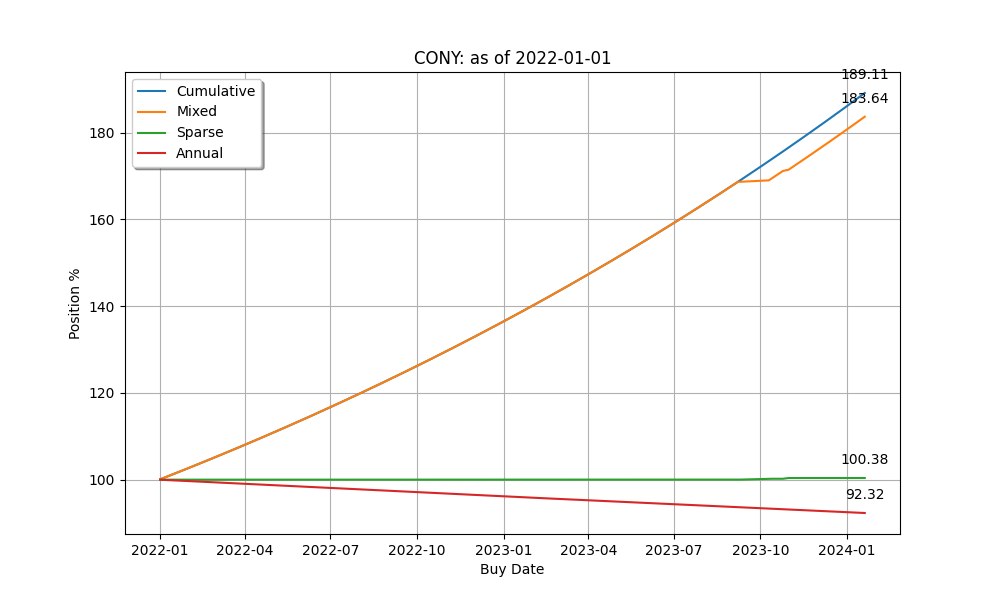 CONY: as of 2022-01-01
189.11
183.64
Cumulative
Mixed
Sparse
Annual
180
160
140
120
100
Position %
100.38
92.32
2022-01 2022-04 2022-07 2022-10 2023-01 2023-04 2023-07 2023-10 2024-01
Buy Date